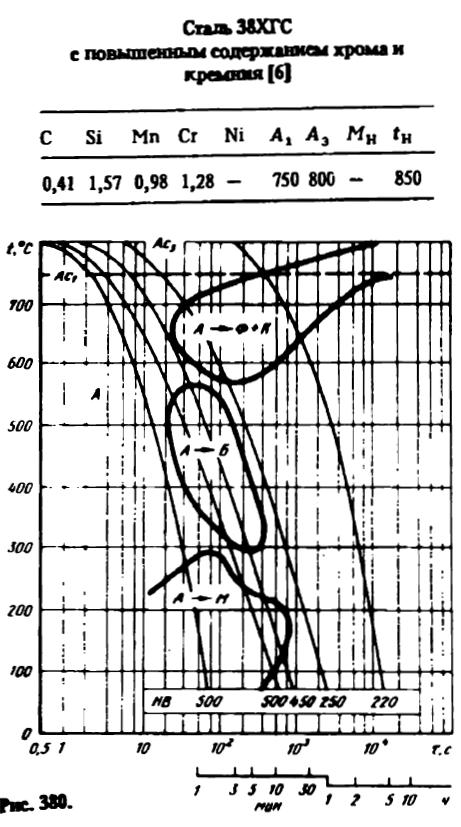 Сталь 38ХГС
с повышенным содержанием хрома и
кремния [6]
C Si Mn Cr Ni A₁ A₃ Mн tн
0,41 1,57 0,98 1,28 – 750 800 – 850
t,°C
Ac₃
Ac₁
700
А → Ф+К
600
А
500
А → Б
400
300
А → М
200
100
НВ 500 500 450 250 220
0
0,5 1 10 10² 10³ 10⁴ τ,с
1 3 5 10 30 1 2 5 10 ч
мин
Рис. 380.